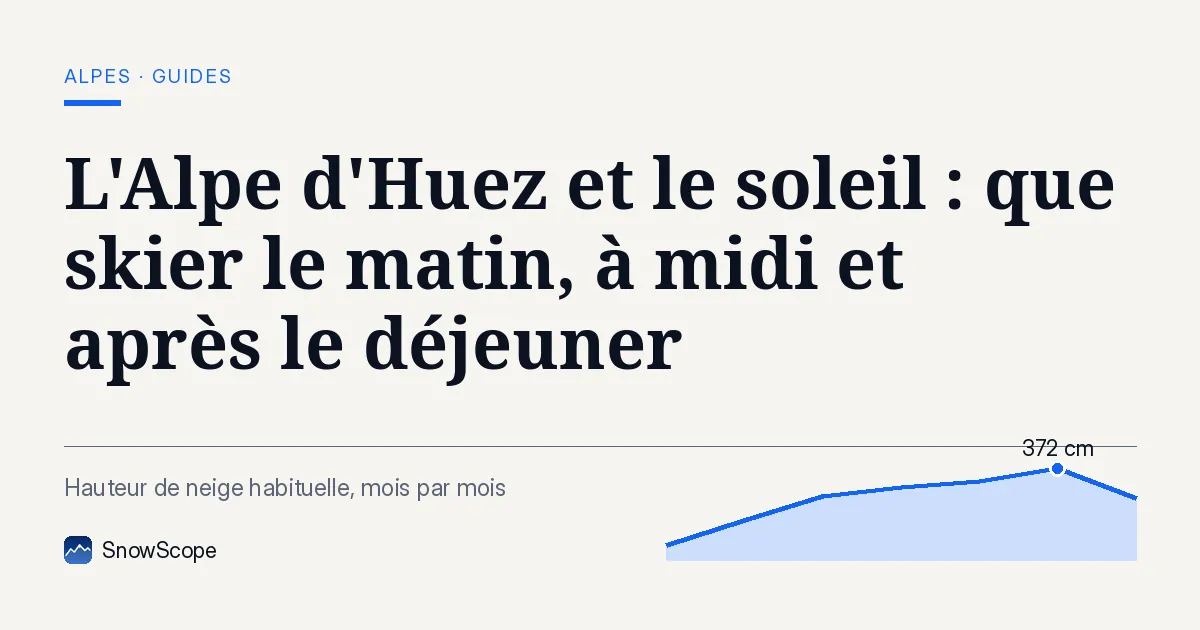 ALPES · GUIDES
L'Alpe d'Huez et le soleil : que
skier le matin, à midi et
après le déjeuner
372 cm
Hauteur de neige habituelle, mois par mois
SnowScope